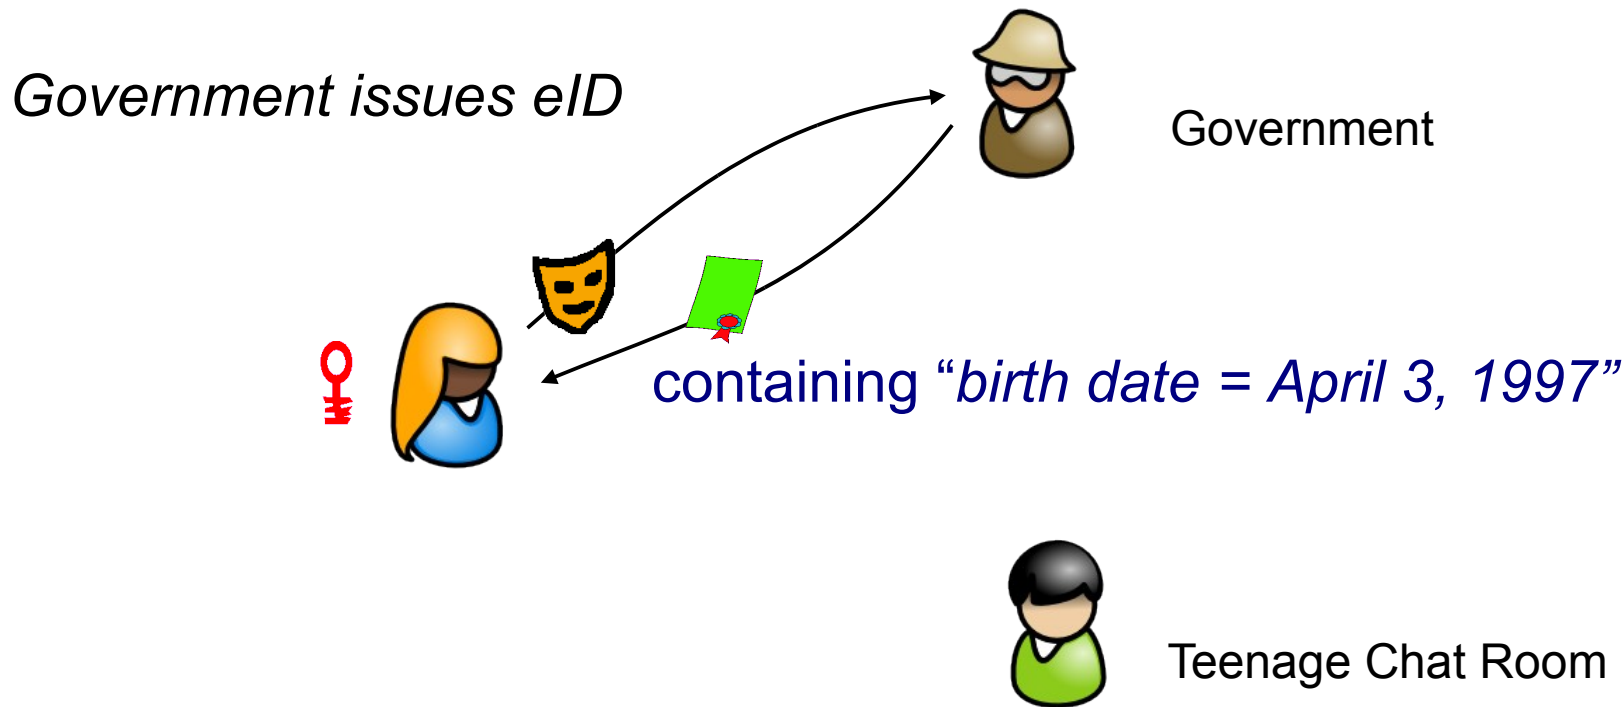 Government issues eID
Government
containing “birth date = April 3, 1997”
Teenage Chat Room